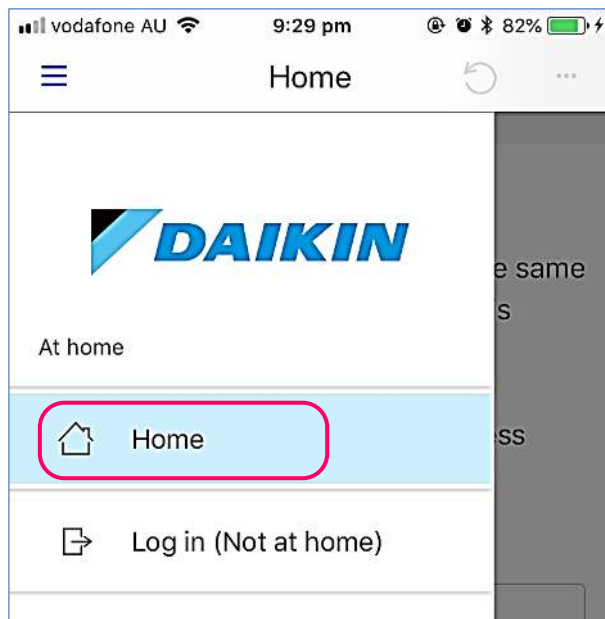 vodafone AU 9:29 pm 82%
Home
DAIKIN
e same
s
At home
Home
ss
Log in (Not at home)